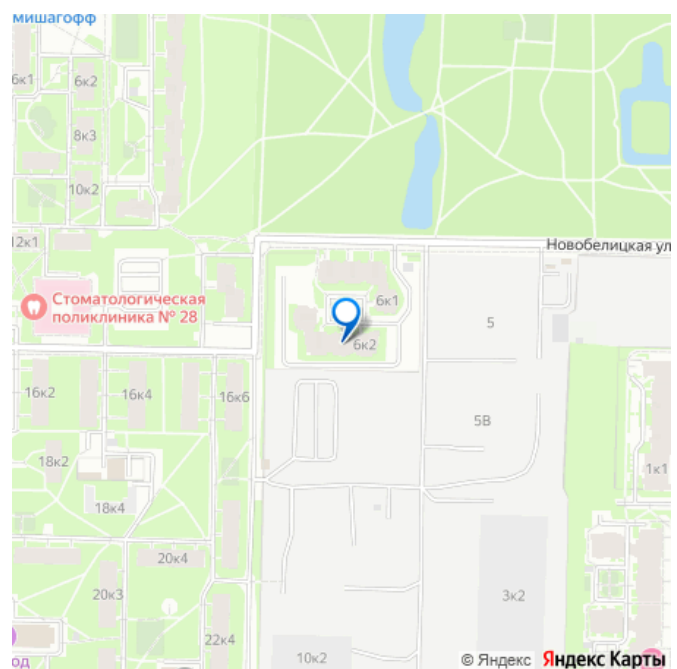 мишагофф
6к1
6к2
8к3
10к2
12к1
Новобелицкая ул
Стоматологическая
поликлиника № 28
6к1
5
6к2
16к2
16к4
16к6
5В
18к2
1к1
18к4
20к4
20к3
3к2
22к4
10к2
од
© Яндекс Яндекс Карты